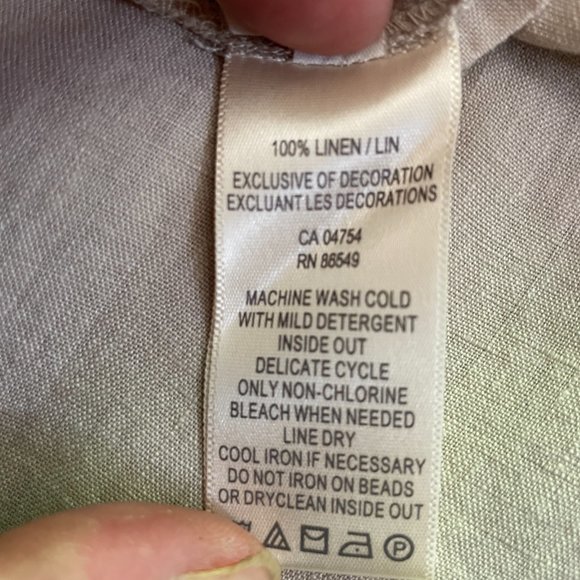 100% LINEN / LIN
EXCLUSIVE OF DECORATION
EXCLUANT LES DECORATIONS
CA 04754
RN 86549
MACHINE WASH COLD
WITH MILD DETERGENT
INSIDE OUT
DELICATE CYCLE
ONLY NON-CHLORINE
BLEACH WHEN NEEDED
LINE DRY
COOL IRON IF NECESSARY
DO NOT IRON ON BEADS
OR DRYCLEAN INSIDE OUT
P